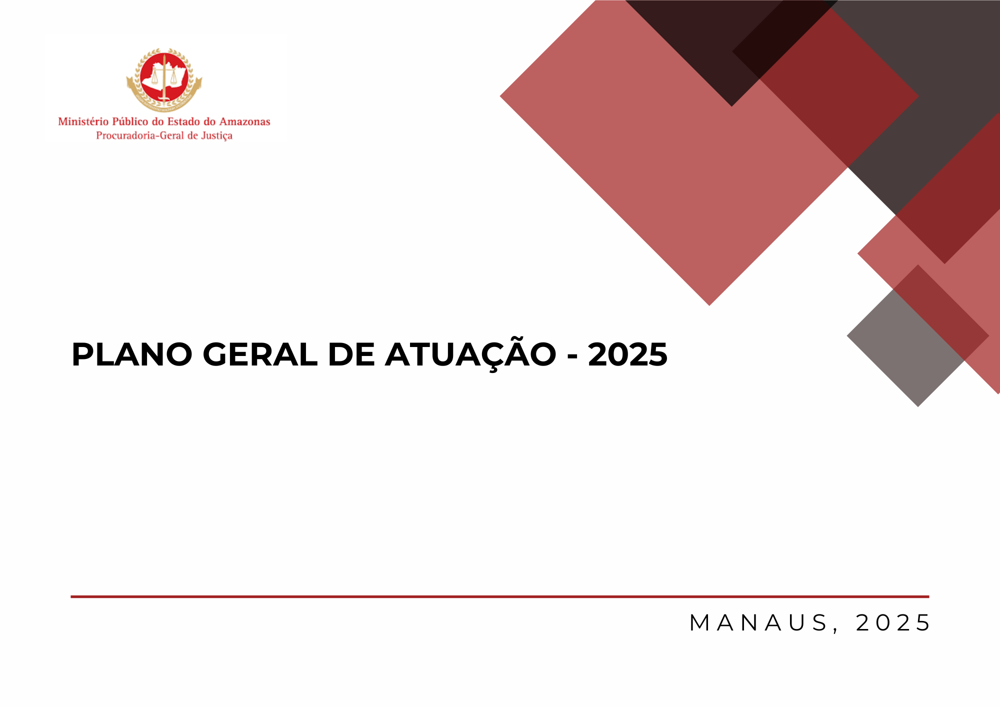 Ministério Público do Estado do Amazonas
Procuradoria-Geral de Justiça
PLANO GERAL DE ATUAÇÃO - 2025
MANAUS, 2025